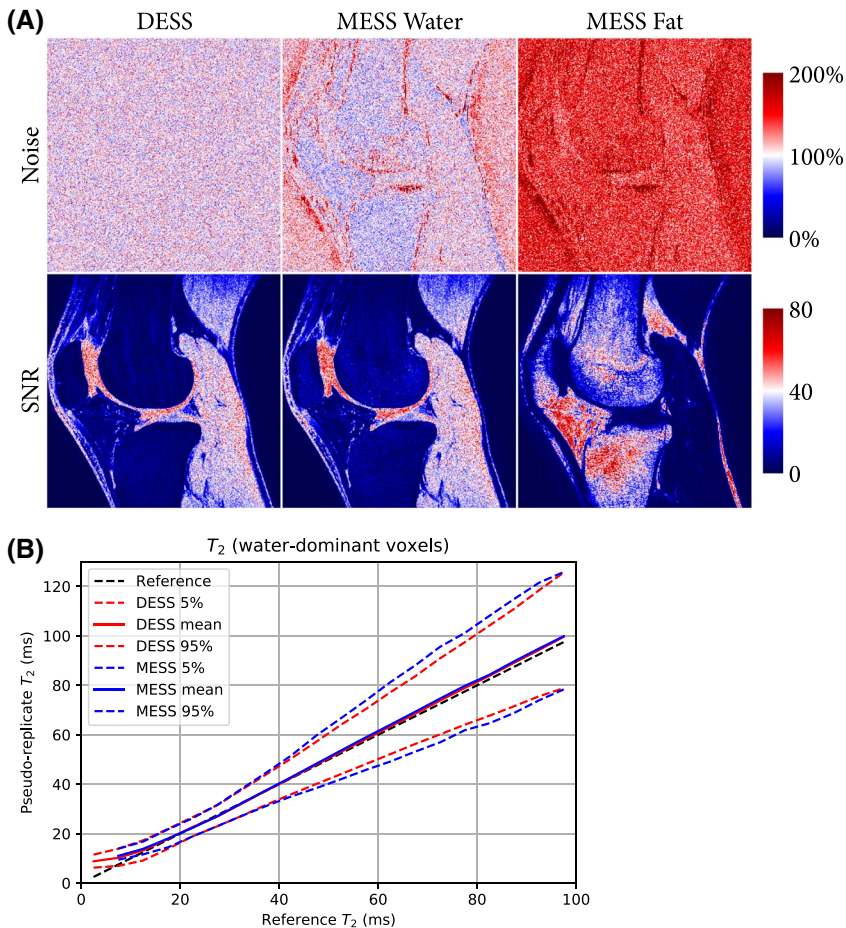 (A)
DESS MESS Water MESS Fat
Noise
200%
100%
0%
SNR
80
40
0
(B)
T₂ (water-dominant voxels)
Reference
DESS 5%
DESS mean
DESS 95%
MESS 5%
MESS mean
MESS 95%
Pseudo-replicate T₂ (ms)
120
100
80
60
40
20
0
0 20 40 60 80 100
Reference T₂ (ms)